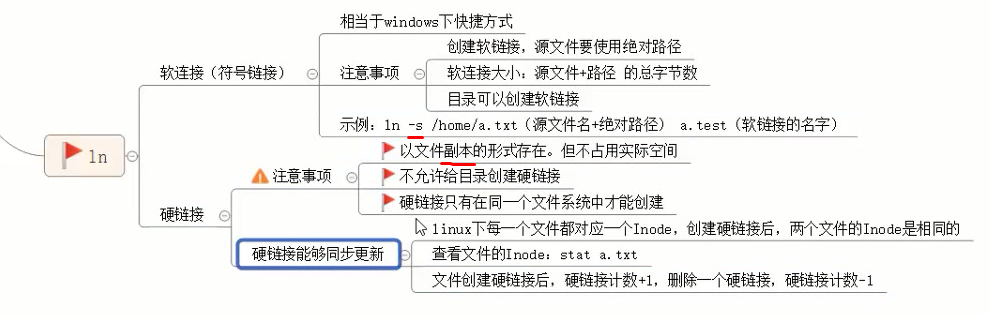 相当于windows下快捷方式
创建软链接，源文件要使用绝对路径
软连接（符号链接）
注意事项
软连接大小：源文件+路径 的总字节数
目录可以创建软链接
示例：ln -s /home/a.txt（源文件名+绝对路径） a.test（软链接的名字）
ln
以文件副本的形式存在。但不占用实际空间
注意事项
不允许给目录创建硬链接
硬链接只有在同一个文件系统中才能创建
硬链接
linux下每一个文件都对应一个Inode，创建硬链接后，两个文件的Inode是相同的
硬链接能够同步更新
查看文件的Inode：stat a.txt
文件创建硬链接后，硬链接计数+1，删除一个硬链接，硬链接计数-1